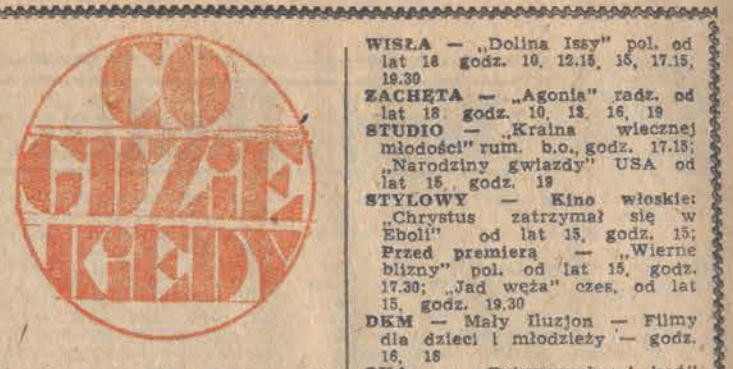 CO
GDZiE
KiEDY
WISŁA — „Dolina Issy” pol. od
lat 18 godz. 10, 12.15, 15, 17.15,
19.30
ZACHĘTA — „Agonia” radz. od
lat 18 godz. 10, 13, 16, 19
STUDIO — „Kraina wiecznej
młodości” rum. b.o., godz. 17.15;
„Narodziny gwiazdy” USA od
lat 15, godz. 19
STYLOWY — Kino włoskie:
„Chrystus zatrzymał się w
Eboli” od lat 15, godz. 15;
Przed premierą — „Wierne
blizny” pol. od lat 15, godz.
17.30; „Jad węża” czes. od lat
15, godz. 19.30
DKM — Mały Iluzjon — Filmy
dla dzieci i młodzieży — godz.
16, 18